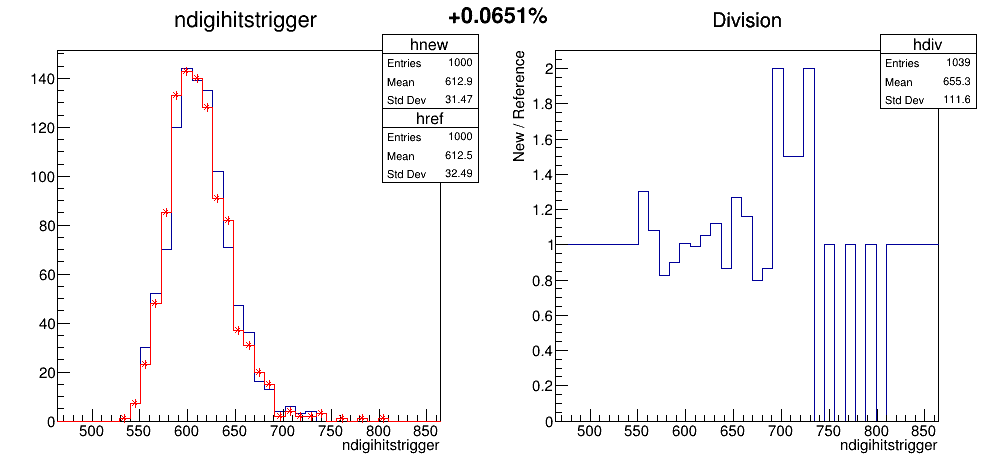 ndigihitstrigger
+0.0651%
Division
hnew
Entries 1000
Mean 612.9
Std Dev 31.47
href
Entries 1000
Mean 612.5
Std Dev 32.49
140
120
100
80
60
40
20
0
500 550 600 650 700 750 800 850
ndigihitstrigger
hdiv
Entries 1039
Mean 655.3
Std Dev 111.6
New / Reference
2
1.8
1.6
1.4
1.2
1
0.8
0.6
0.4
0.2
0
500 550 600 650 700 750 800 850
ndigihitstrigger